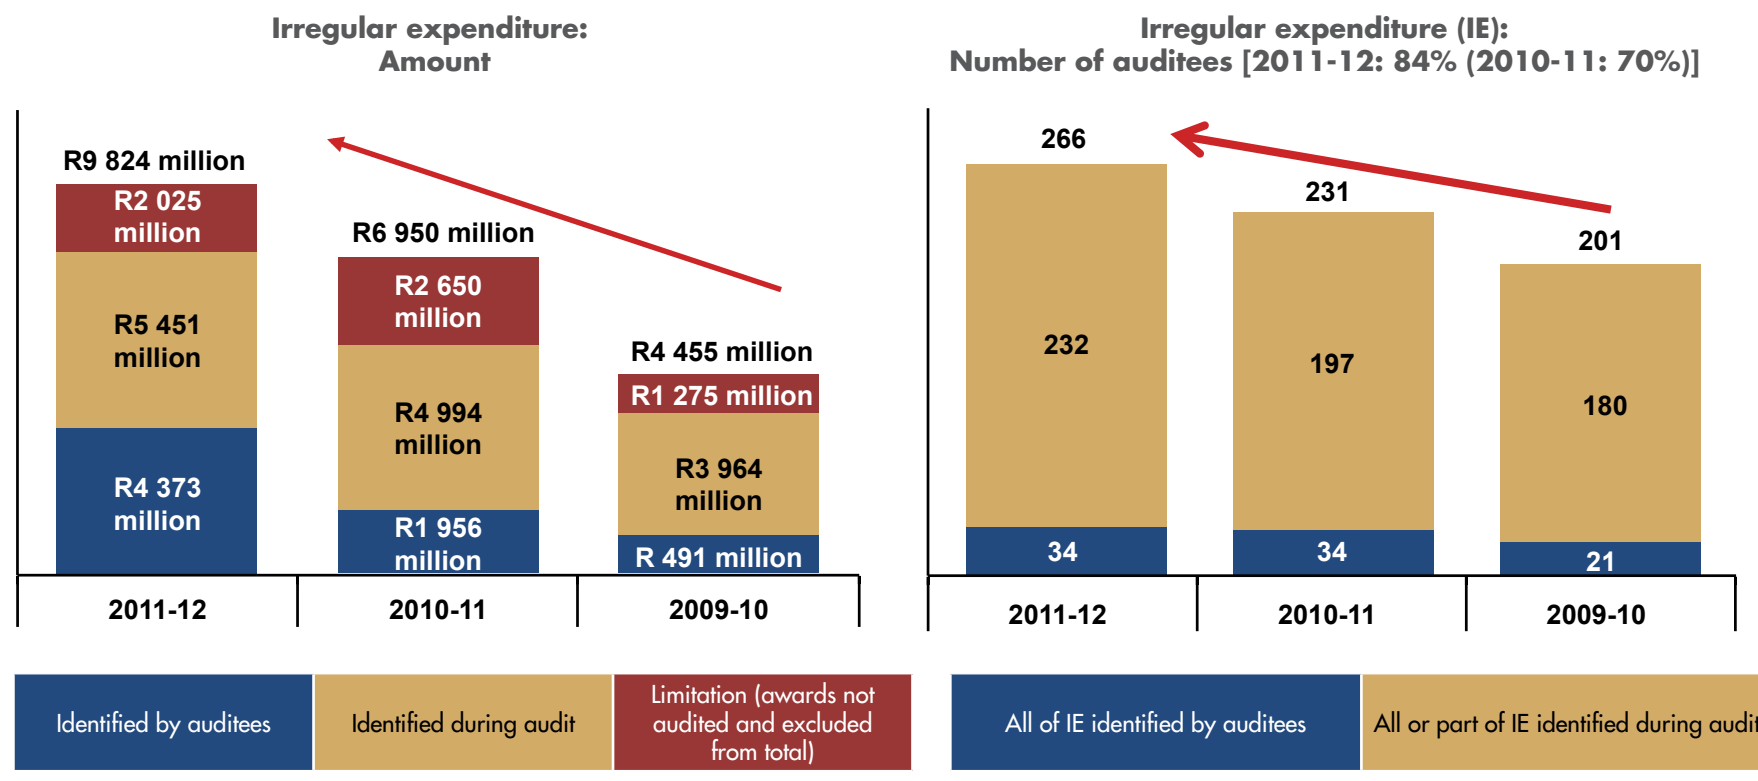 Irregular expenditure:
Amount
R9 824 million
R2 025
million
R5 451
million
R4 373
million
R6 950 million
R2 650
million
R4 994
million
R1 956
million
R4 455 million
R1 275 million
R3 964
million
R 491 million
2011-12
2010-11
2009-10
Identified by auditees
Identified during audit
Limitation (awards not
audited and excluded
from total)
Irregular expenditure (IE):
Number of auditees [2011-12: 84% (2010-11: 70%)]
266
232
34
231
197
34
201
180
21
2011-12
2010-11
2009-10
All of IE identified by auditees
All or part of IE identified during audit